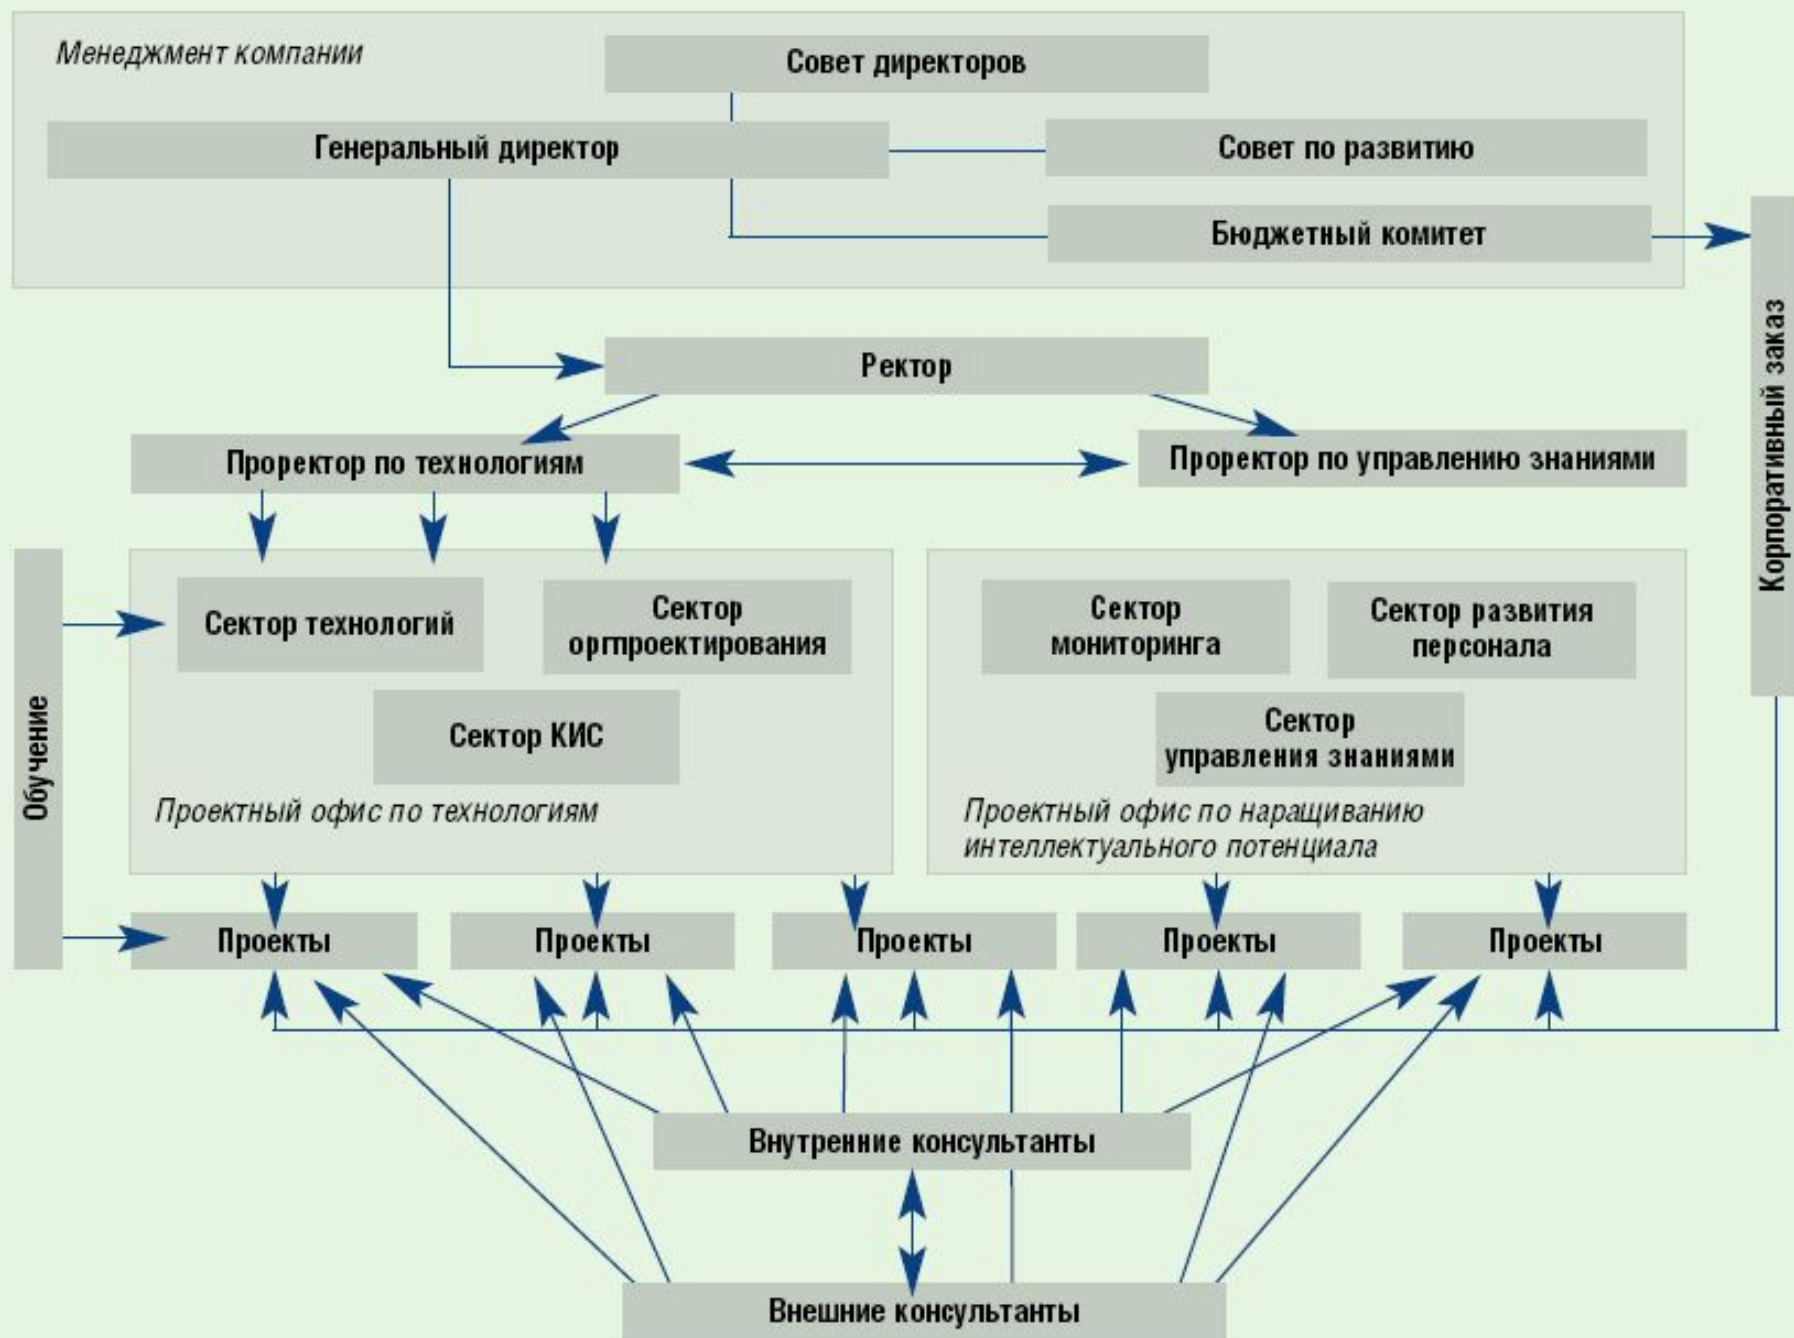 Менеджмент компании
Совет директоров
Генеральный директор
Совет по развитию
Бюджетный комитет
Корпоративный заказ
Ректор
Проректор по технологиям
Проректор по управлению знаниями
Обучение
Сектор технологий
Сектор
оргпроектирования
Сектор КИС
Проектный офис по технологиям
Сектор
мониторинга
Сектор развития
персонала
Сектор
управления знаниями
Проектный офис по наращиванию
интеллектуального потенциала
Проекты
Проекты
Проекты
Проекты
Проекты
Внутренние консультанты
Внешние консультанты